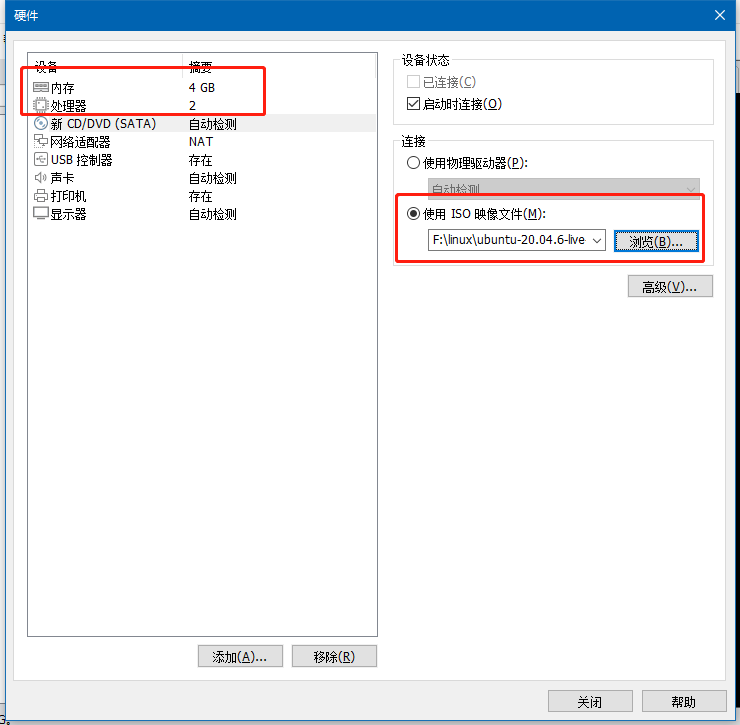 硬件
设备 摘要
内存 4 GB
处理器 2
新 CD/DVD (SATA) 自动检测
网络适配器 NAT
USB 控制器 存在
声卡 自动检测
打印机 存在
显示器 自动检测
添加(A)... 移除(R)
设备状态
已连接(C)
启动时连接(O)
连接
使用物理驱动器(P):
自动检测
使用 ISO 映像文件(M):
F:\linux\ubuntu-20.04.6-live 浏览(B)...
高级(V)...
关闭 帮助